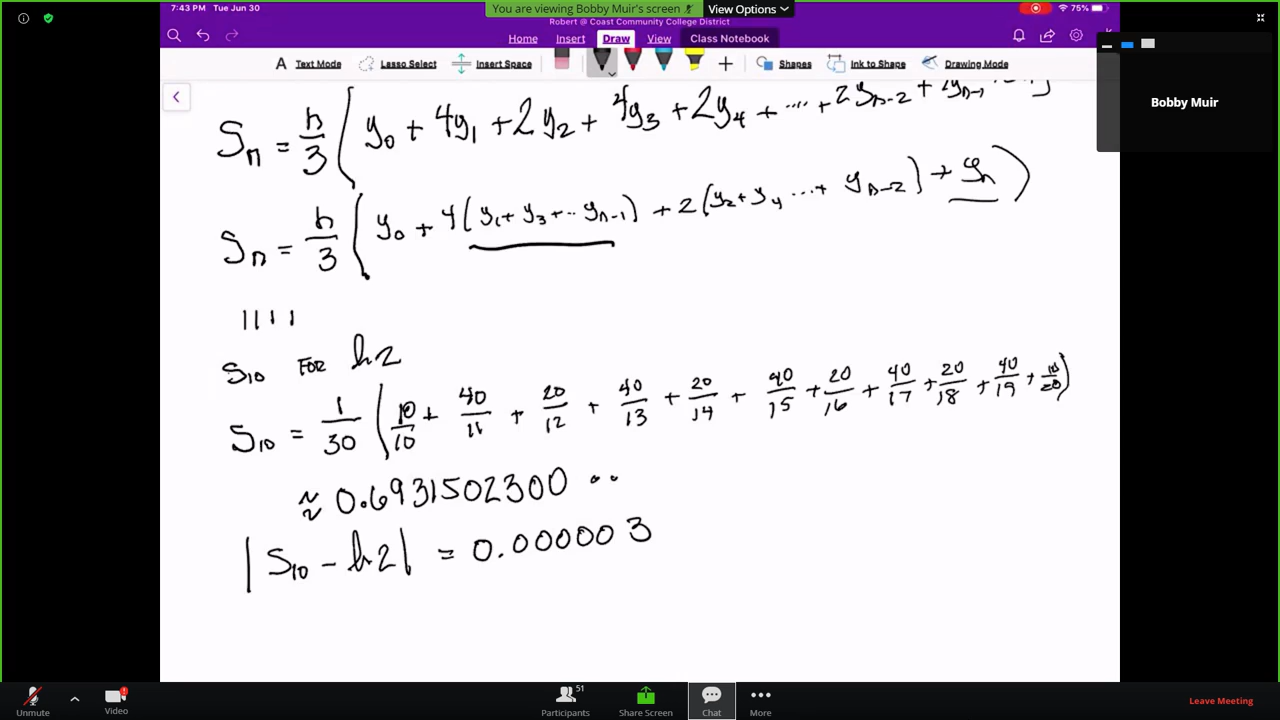 You are viewing Bobby Muir's screen
View Options
7:43 PM Tue Jun 30
75%
Robert @ Coast Community College District
Home Insert Draw View Class Notebook
Text Mode Lasso Select Insert Space Shapes Ink to Shape Drawing Mode
Bobby Muir
Sn = h/3 ( y0 + 4y1 + 2y2 + 4y3 + 2y4 + .... + 2yn-2 + 4yn-1
Sn = h/3 ( y0 + 4(y1 + y3 + .. yn-1) + 2(y2 + y4 ... + yn-2) + yn )
S10 FOR ln2
S10 = 1/30 ( 10/10 + 40/11 + 20/12 + 40/13 + 20/14 + 40/15 + 20/16 + 40/17 + 20/18 + 40/19 + 10/20 )
≈ 0.6931502300 ..
| S10 - ln2 | = 0.000003
Unmute Video 51 Participants Share Screen Chat More Leave Meeting